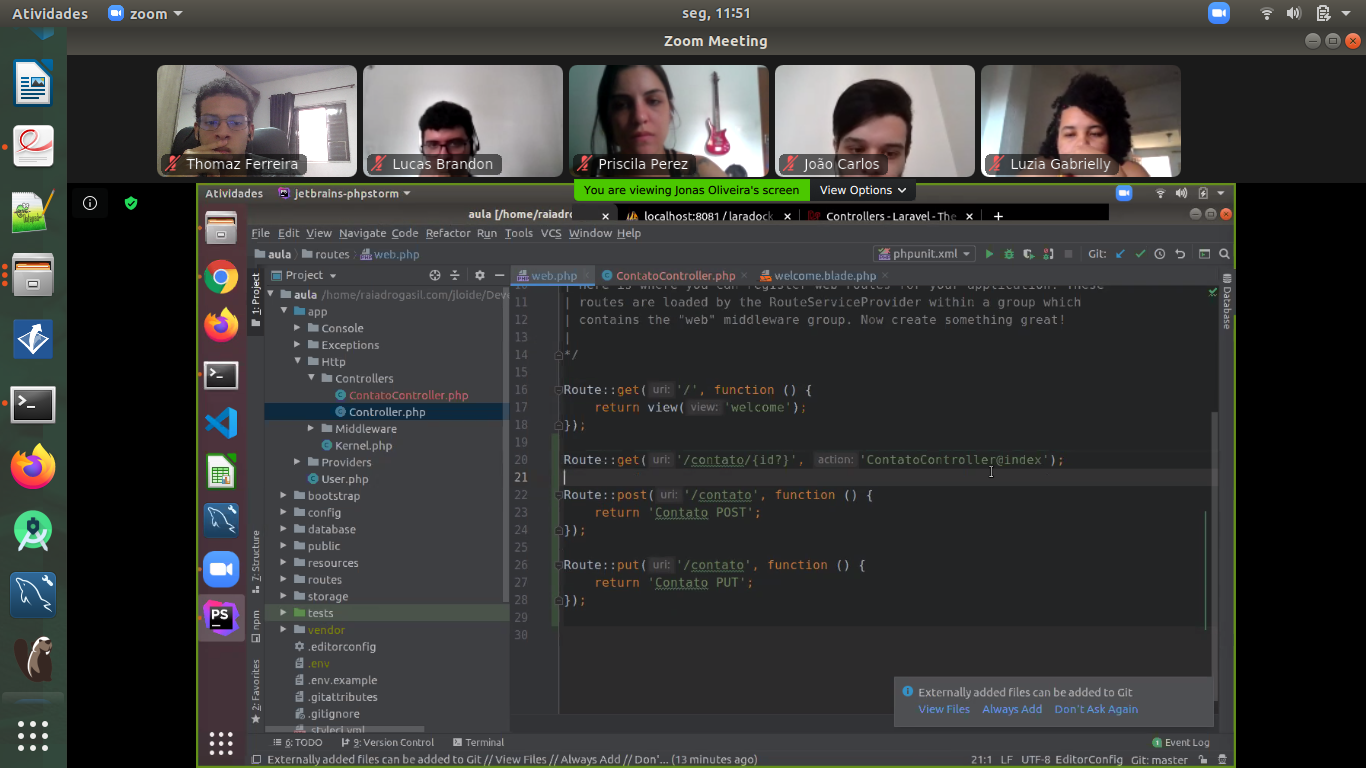 Atividades zoom seg, 11:51
Zoom Meeting
Thomaz Ferreira
Lucas Brandon
Priscila Perez
João Carlos
Luzia Gabrielly
You are viewing Jonas Oliveira's screen View Options
Atividades jetbrains-phpstorm
aula [/home/raiadro localhost:8081 / laradock Controllers - Laravel - The
File Edit View Navigate Code Refactor Run Tools VCS Window Help
aula routes web.php phpunit.xml Git:
Project web.php ContatoController.php welcome.blade.php
1: Project
7: Structure
npm
2: Favorites
Database
aula /home/raiadrogasil.com/jloide/Deve
app
Console
Exceptions
Http
Controllers
ContatoController.php
Controller.php
Middleware
Kernel.php
Providers
User.php
bootstrap
config
database
public
resources
routes
storage
tests
vendor
.editorconfig
.env
.env.example
.gitattributes
.gitignore
.styleci.yml
10 | Here is where you can register web routes for your application. These
11 | routes are loaded by the RouteServiceProvider within a group which
12 | contains the "web" middleware group. Now create something great!
13 |
14 */
15
16 Route::get( uri: '/', function () {
17 return view( view: 'welcome');
18 });
19
20 Route::get( uri: '/contato/{id?}', action: 'ContatoController@index');
21
22 Route::post( uri: '/contato', function () {
23 return 'Contato POST';
24 });
25
26 Route::put( uri: '/contato', function () {
27 return 'Contato PUT';
28 });
29
30
Externally added files can be added to Git
View Files Always Add Don't Ask Again
6: TODO 9: Version Control Terminal 1 Event Log
Externally added files can be added to Git // View Files // Always Add // Don'... (13 minutes ago) 21:1 LF UTF-8 EditorConfig Git: master
PS
PS